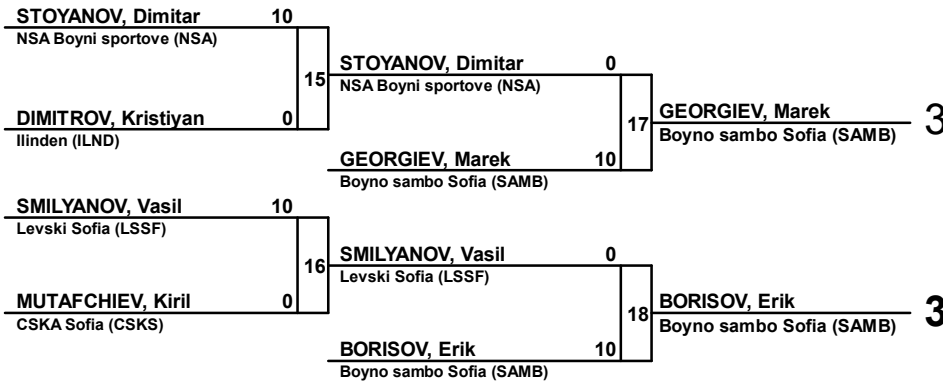 STOYANOV, Dimitar 10
NSA Boyni sportove (NSA)
15
DIMITROV, Kristiyan 0
Ilinden (ILND)
STOYANOV, Dimitar 0
NSA Boyni sportove (NSA)
17
GEORGIEV, Marek 10
Boyno sambo Sofia (SAMB)
GEORGIEV, Marek
Boyno sambo Sofia (SAMB)
3
SMILYANOV, Vasil 10
Levski Sofia (LSSF)
16
MUTAFCHIEV, Kiril 0
CSKA Sofia (CSKS)
SMILYANOV, Vasil 0
Levski Sofia (LSSF)
18
BORISOV, Erik 10
Boyno sambo Sofia (SAMB)
BORISOV, Erik
Boyno sambo Sofia (SAMB)
3